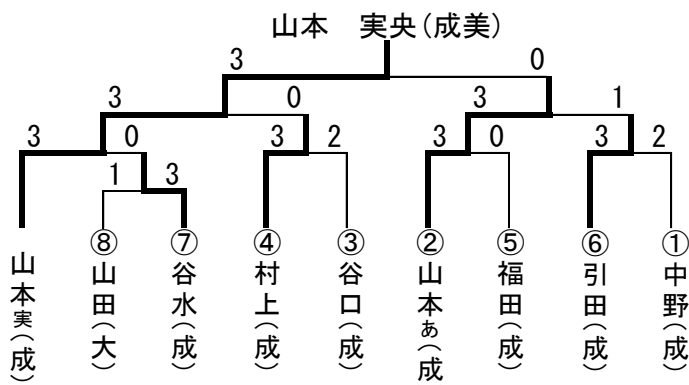 山本　実央(成美)
3 0
3 0 3 1
3 0 3 2 3 0 3 2
1 3
山本実(成)
⑧山田(大)
⑦谷水(成)
④村上(成)
③谷口(成)
②山本あ(成
⑤福田(成)
⑥引田(成)
①中野(成)